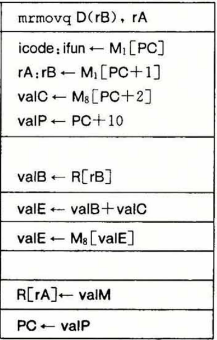 mrmovq D(rB), rA
icode:ifun ← M₁[PC]
rA:rB ← M₁[PC+1]
valC ← M₈[PC+2]
valP ← PC+10
valB ← R[rB]
valE ← valB+valC
valE ← M₈[valE]
R[rA]← valM
PC ← valP